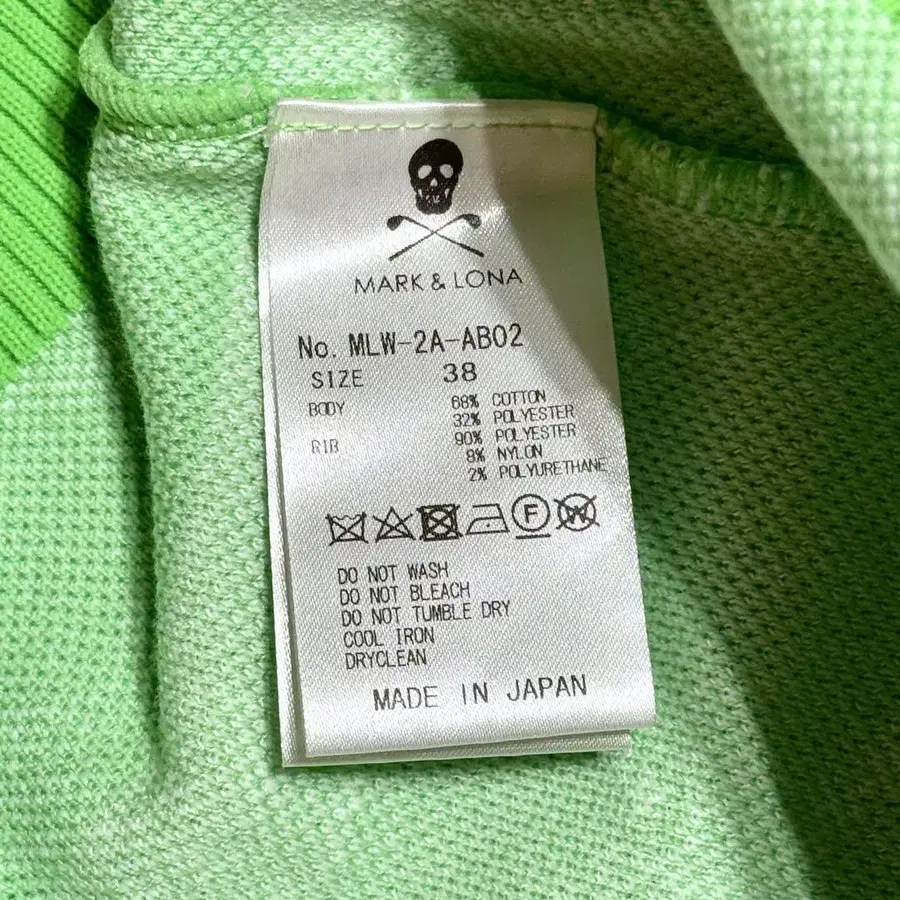 MARK & LONA
No. MLW-2A-AB02
SIZE 38
BODY 68% COTTON
32% POLYESTER
RIB 90% POLYESTER
8% NYLON
2% POLYURETHANE
F W
DO NOT WASH
DO NOT BLEACH
DO NOT TUMBLE DRY
COOL IRON
DRYCLEAN
MADE IN JAPAN